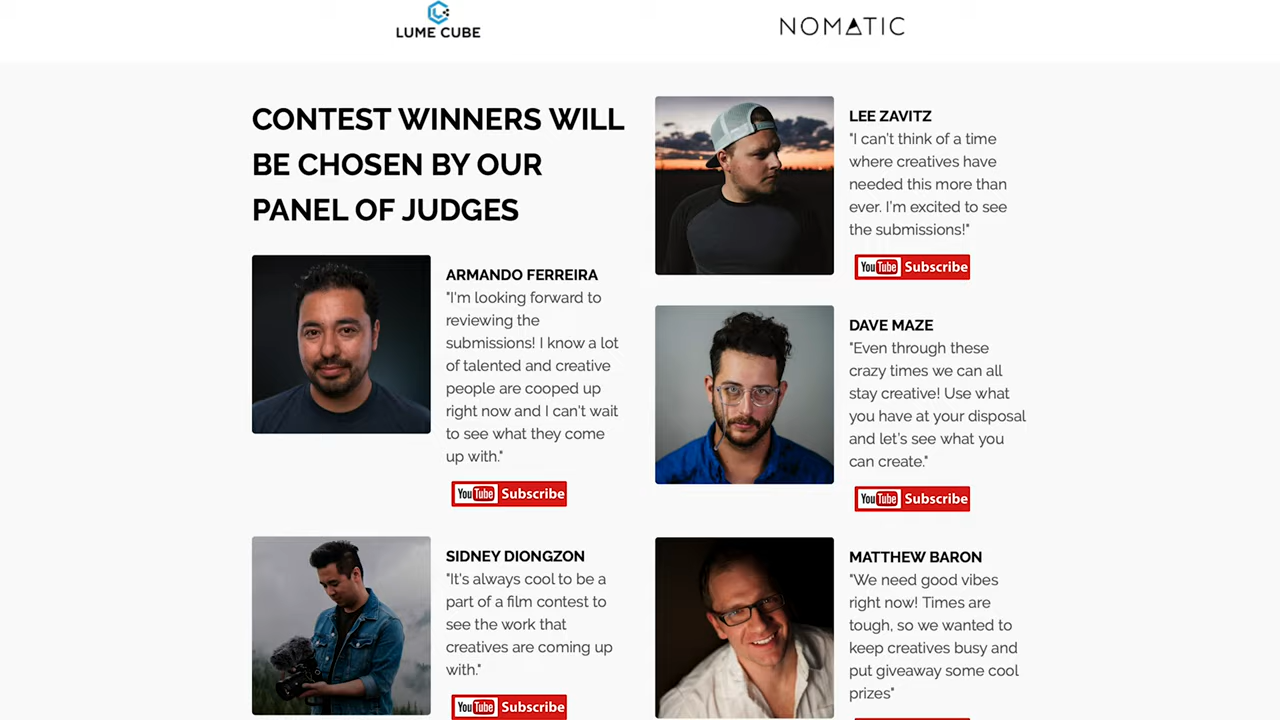 LUME CUBE
NOMATIC
CONTEST WINNERS WILL
BE CHOSEN BY OUR
PANEL OF JUDGES
ARMANDO FERREIRA
"I'm looking forward to
reviewing the
submissions! I know a lot
of talented and creative
people are cooped up
right now and I can't wait
to see what they come
up with."
YouTube Subscribe
SIDNEY DIONGZON
"It's always cool to be a
part of a film contest to
see the work that
creatives are coming up
with."
YouTube Subscribe
LEE ZAVITZ
"I can't think of a time
where creatives have
needed this more than
ever. I'm excited to see
the submissions!"
YouTube Subscribe
DAVE MAZE
"Even through these
crazy times we can all
stay creative! Use what
you have at your disposal
and let's see what you
can create."
YouTube Subscribe
MATTHEW BARON
"We need good vibes
right now! Times are
tough, so we wanted to
keep creatives busy and
put giveaway some cool
prizes"